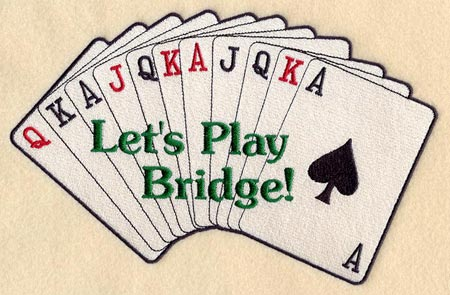 Q K A J Q K A J Q K A
Let's Play
Bridge!
A